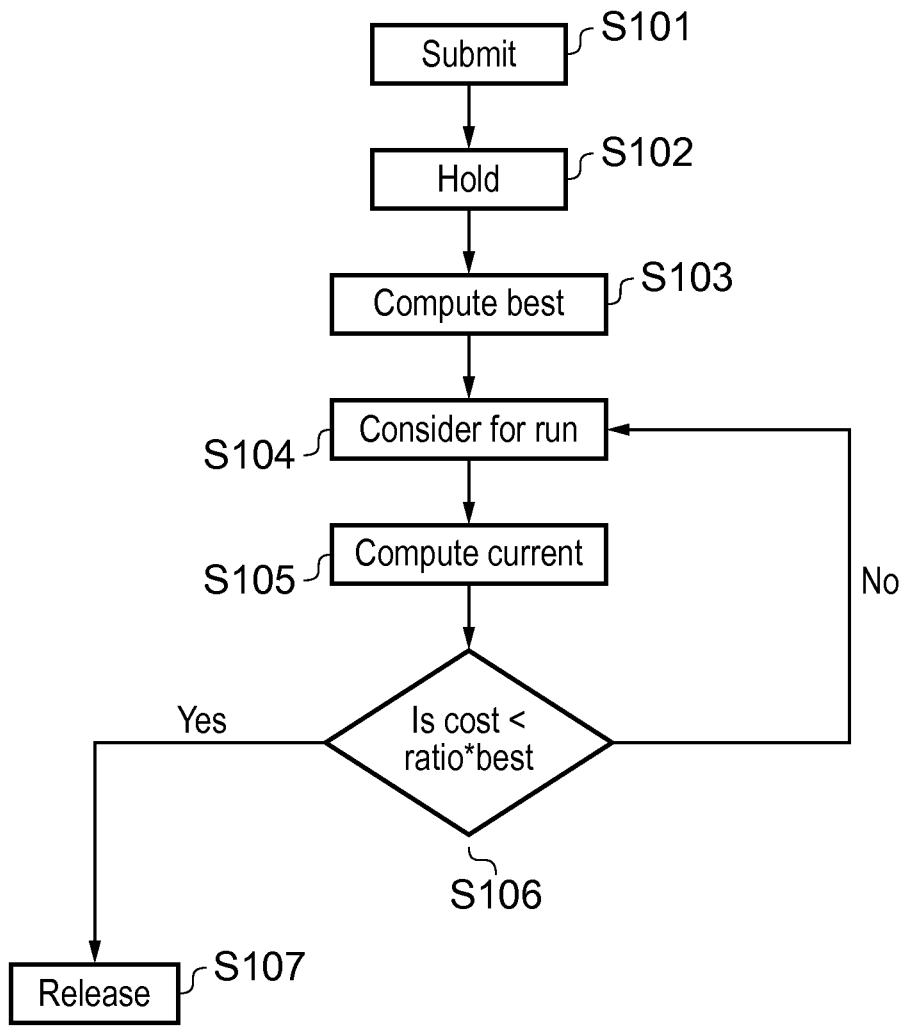 Submit
S101
Hold
S102
Compute best
S103
Consider for run
S104
Compute current
S105
No
Yes
Is cost <
ratio*best
S106
Release
S107